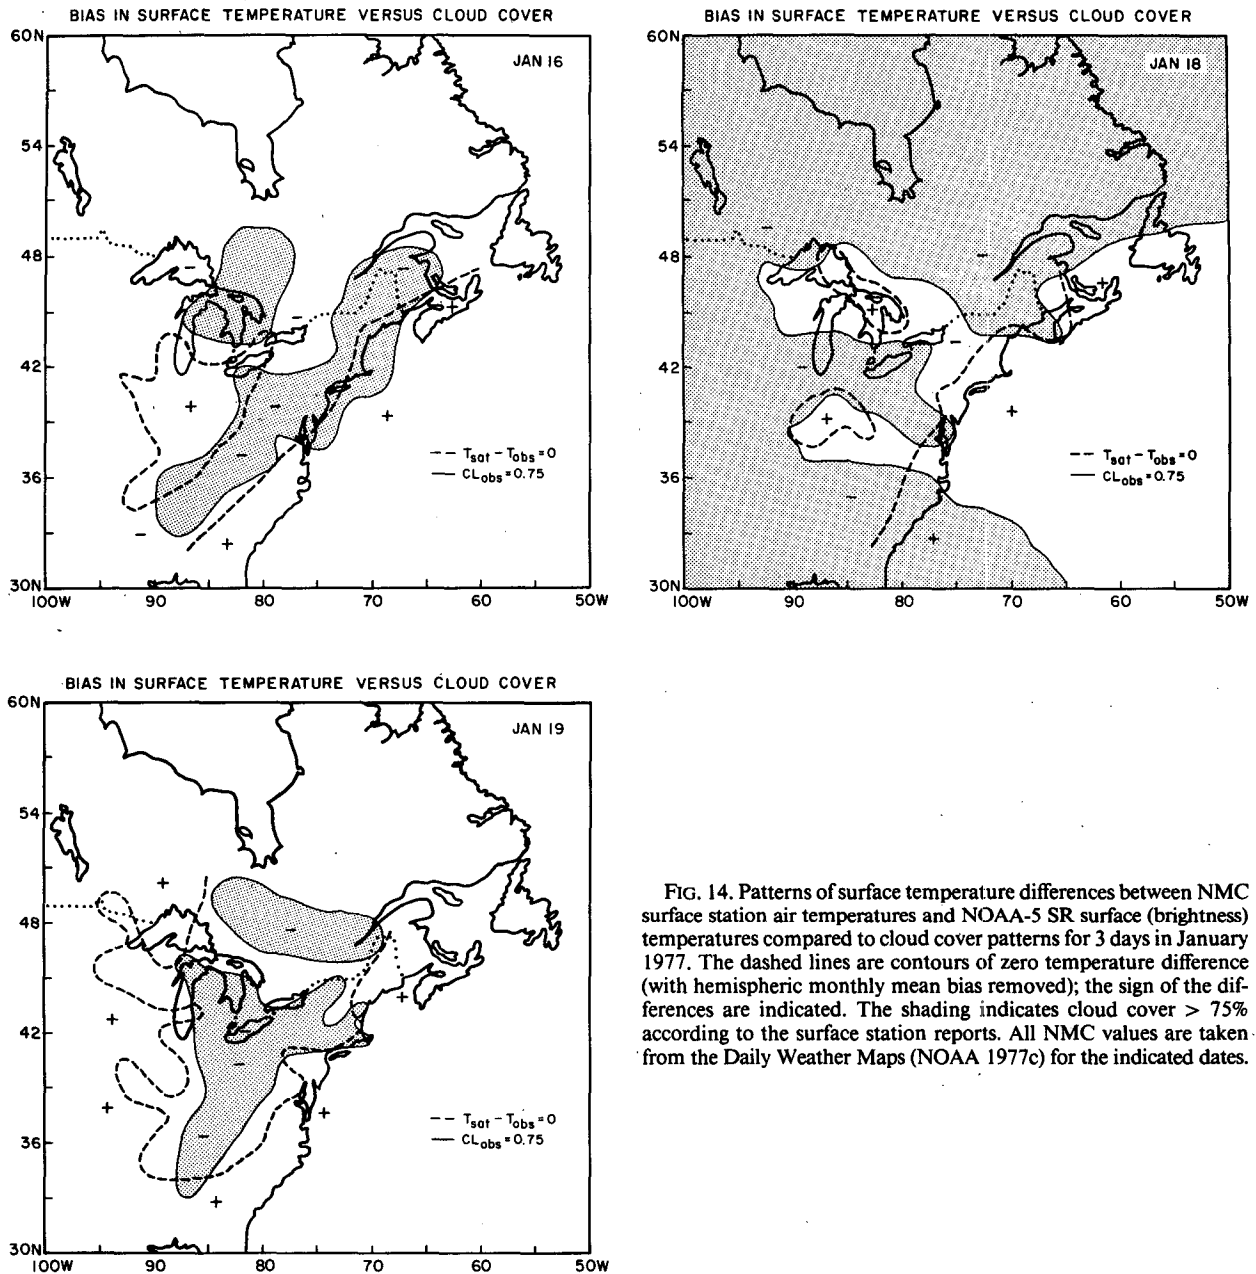 BIAS IN SURFACE TEMPERATURE VERSUS CLOUD COVER
60N
JAN 16
54
48
42
36
30N
T_sat - T_obs = 0
CL_obs = 0.75
100W 90 80 70 60 50W
BIAS IN SURFACE TEMPERATURE VERSUS CLOUD COVER
60N
JAN 18
54
48
42
36
30N
T_sat - T_obs = 0
CL_obs = 0.75
100W 90 80 70 60 50W
BIAS IN SURFACE TEMPERATURE VERSUS CLOUD COVER
60N
JAN 19
54
48
42
36
30N
T_sat - T_obs = 0
CL_obs = 0.75
100W 90 80 70 60 50W
FIG. 14. Patterns of surface temperature differences between NMC
surface station air temperatures and NOAA-5 SR surface (brightness)
temperatures compared to cloud cover patterns for 3 days in January
1977. The dashed lines are contours of zero temperature difference
(with hemispheric monthly mean bias removed); the sign of the dif-
ferences are indicated. The shading indicates cloud cover > 75%
according to the surface station reports. All NMC values are taken
from the Daily Weather Maps (NOAA 1977c) for the indicated dates.